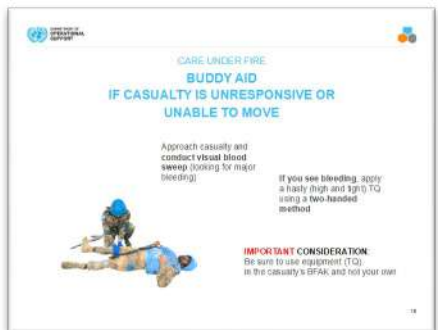 OPERATIONAL
SUPPORT
CARE UNDER FIRE
BUDDY AID
IF CASUALTY IS UNRESPONSIVE OR
UNABLE TO MOVE
Approach casualty and
conduct visual blood
sweep (looking for major
bleeding)
If you see bleeding, apply
a hasty (high and tight) TQ
using a two-handed
method
IMPORTANT CONSIDERATION:
Be sure to use equipment (TQ)
in the casualty's BFAK and not your own